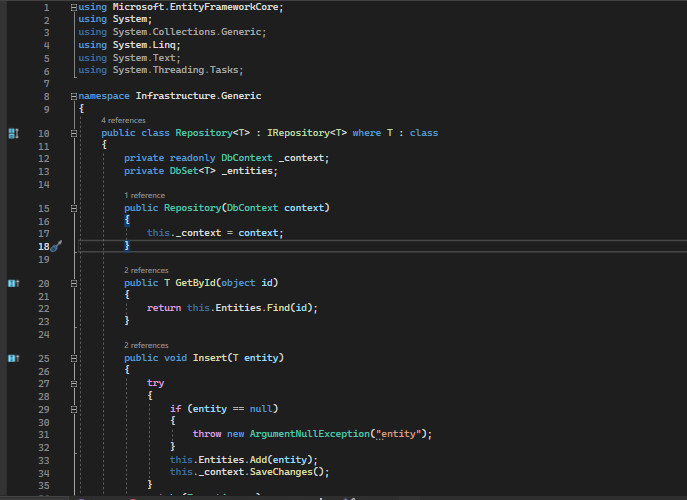 1 using Microsoft.EntityFrameworkCore;
2 using System;
3 using System.Collections.Generic;
4 using System.Linq;
5 using System.Text;
6 using System.Threading.Tasks;
7
8 namespace Infrastructure.Generic
9 {
4 references
10 public class Repository<T> : IRepository<T> where T : class
11 {
12 private readonly DbContext _context;
13 private DbSet<T> _entities;
14
1 reference
15 public Repository(DbContext context)
16 {
17 this._context = context;
18 }
19
2 references
20 public T GetById(object id)
21 {
22 return this.Entities.Find(id);
23 }
24
2 references
25 public void Insert(T entity)
26 {
27 try
28 {
29 if (entity == null)
30 {
31 throw new ArgumentNullException("entity");
32 }
33 this.Entities.Add(entity);
34 this._context.SaveChanges();
35 }